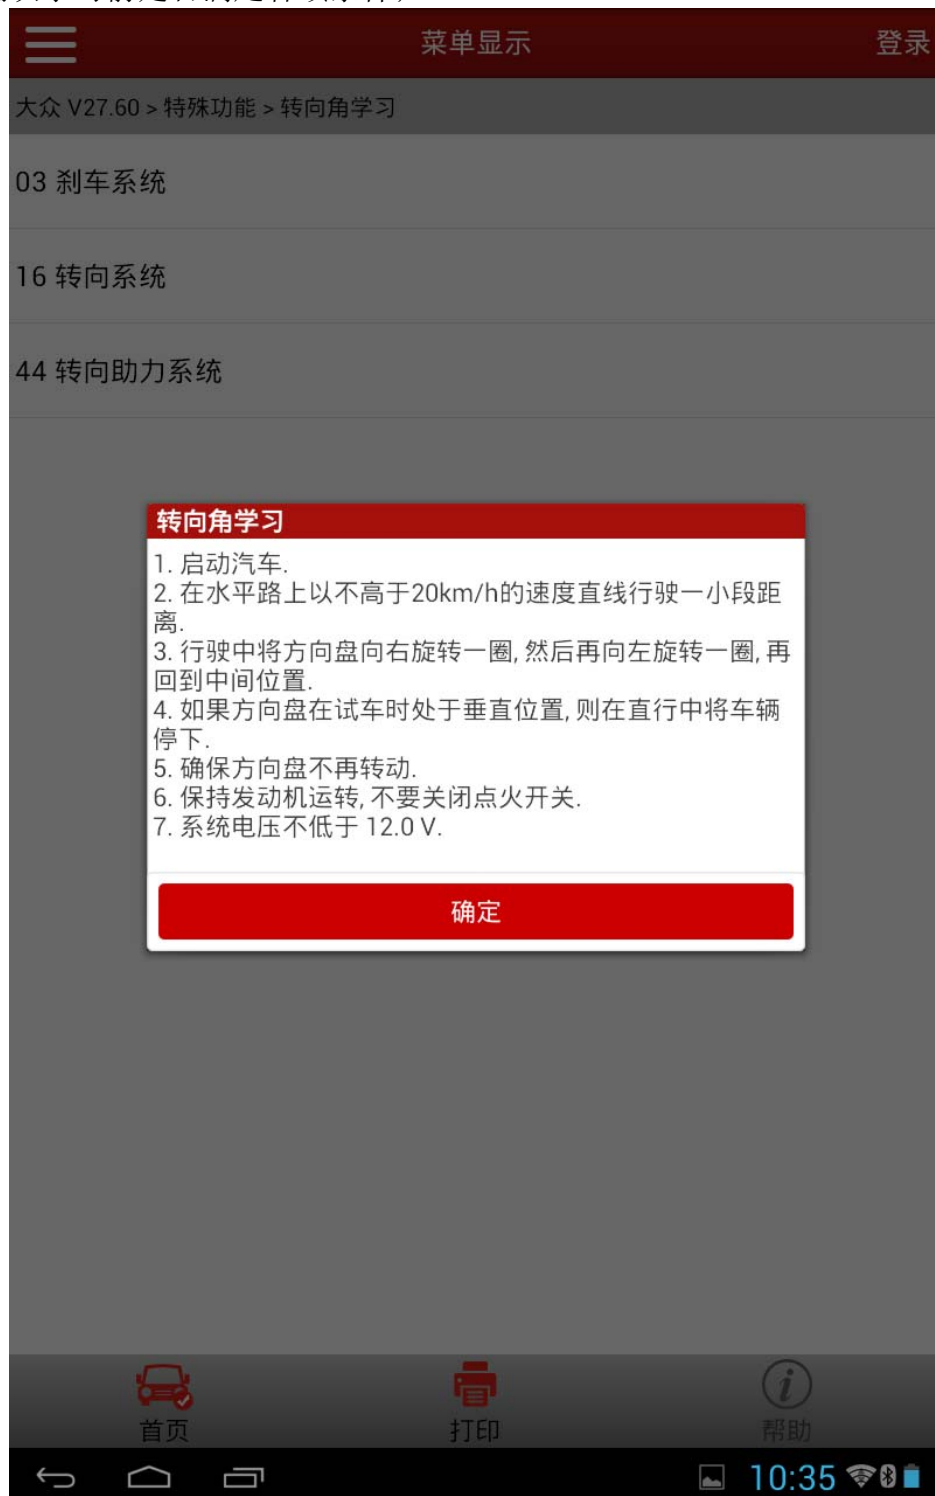 菜单显示
登录
大众 V27.60 > 特殊功能 > 转向角学习
03 刹车系统
16 转向系统
44 转向助力系统
转向角学习
1. 启动汽车.
2. 在水平路上以不高于20km/h的速度直线行驶一小段距
离.
3. 行驶中将方向盘向右旋转一圈, 然后再向左旋转一圈, 再
回到中间位置.
4. 如果方向盘在试车时处于垂直位置, 则在直行中将车辆
停下.
5. 确保方向盘不再转动.
6. 保持发动机运转, 不要关闭点火开关.
7. 系统电压不低于 12.0 V.
确定
首页
打印
帮助
10:35